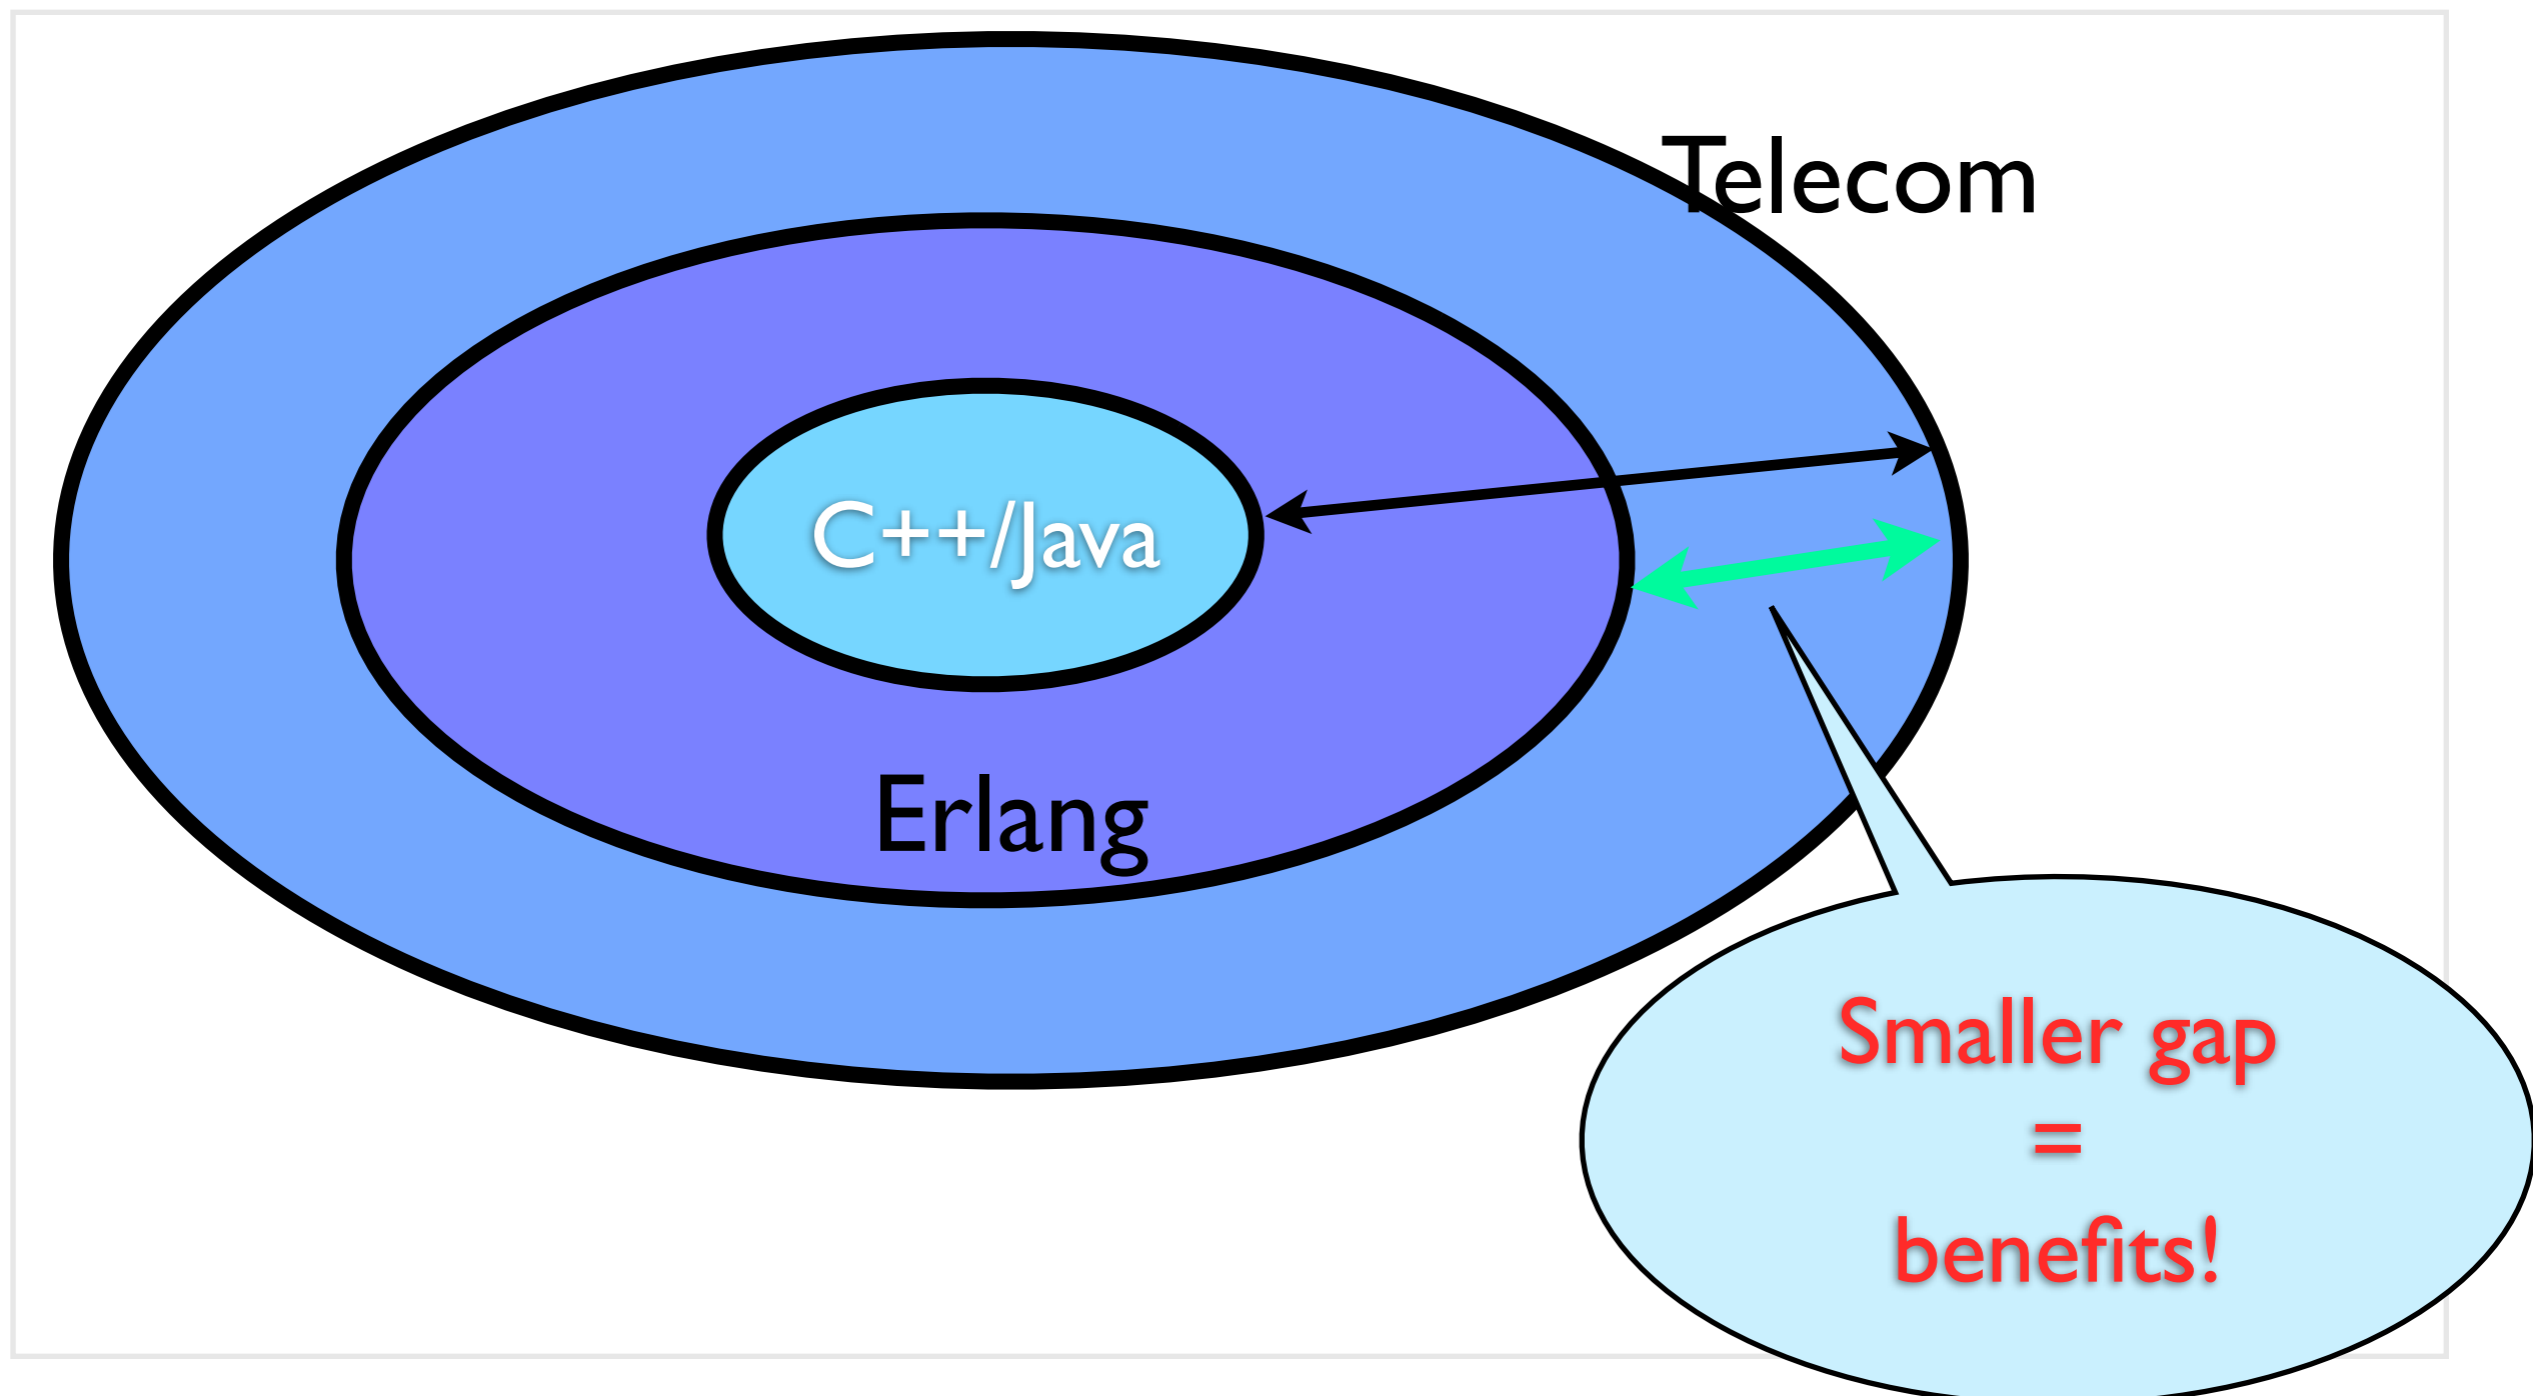 Telecom
C++/Java
Erlang
Smaller gap
=
benefits!